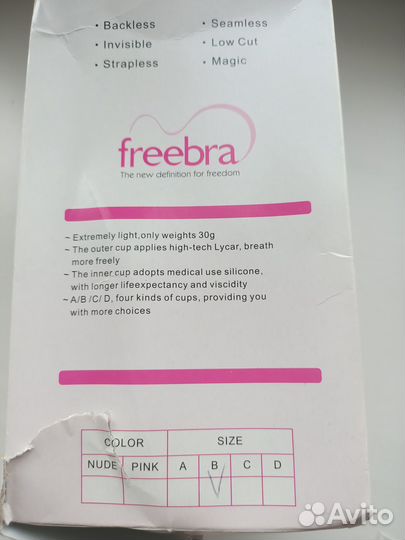 • Backless • Seamless
• Invisible • Low Cut
• Strapless • Magic
freebra
The new definition for freedom
~ Extremely light,only weights 30g
~ The outer cup applies high-tech Lycar, breath
more freely
~ The inner cup adopts medical use silicone,
with longer lifeexpectancy and viscidity
~ A/B /C/ D, four kinds of cups, providing you
with more choices
COLOR SIZE
NUDE PINK A B C D
V
Avito